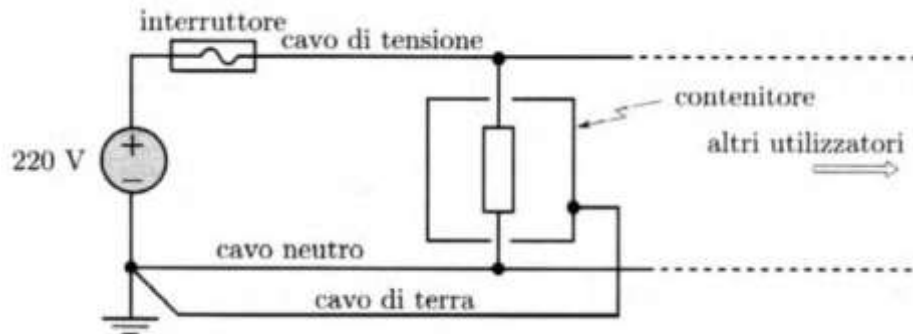 interruttore
cavo di tensione
contenitore
altri utilizzatori
+
220 V
−
cavo neutro
cavo di terra